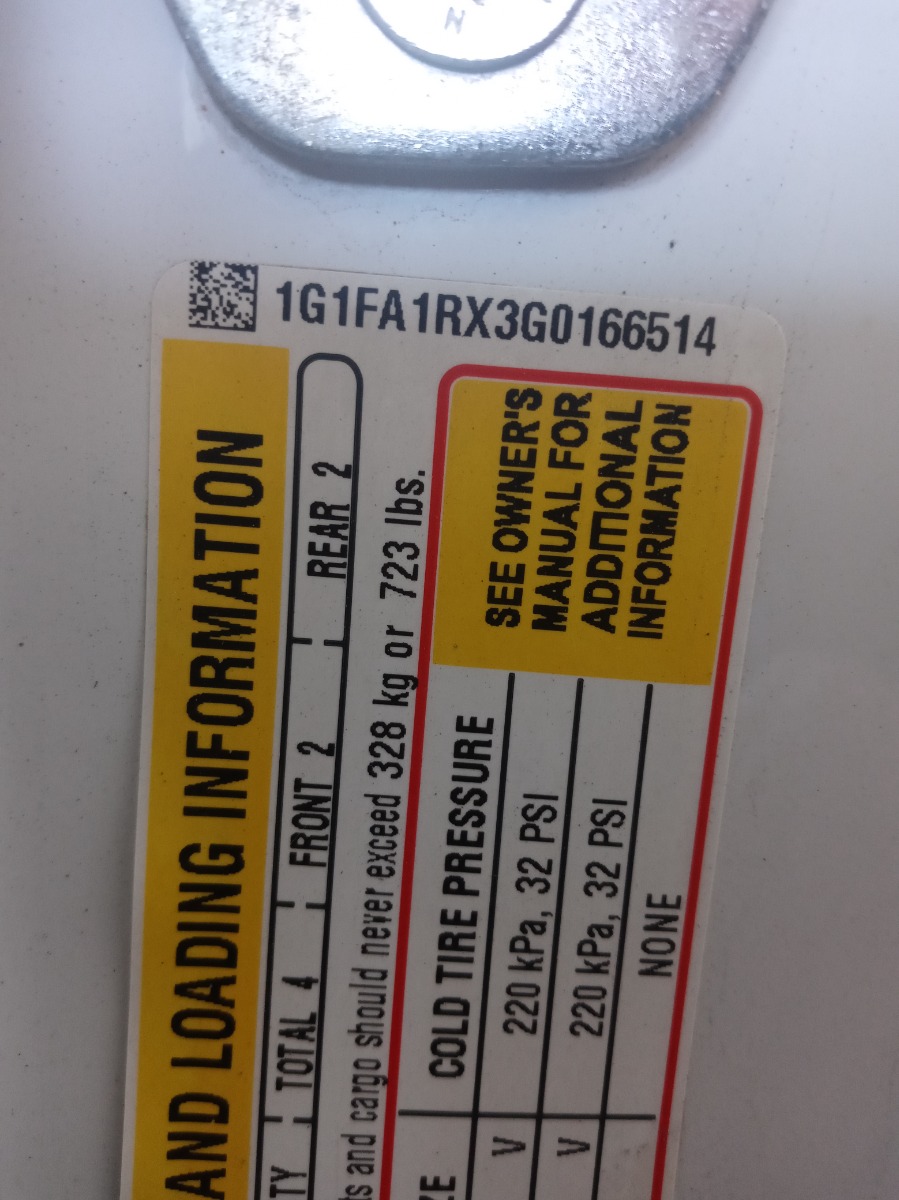 N
1G1FA1RX3G0166514
AND LOADING INFORMATION
TOTAL 4 FRONT 2 REAR 2
and cargo should never exceed 328 kg or 723 lbs.
COLD TIRE PRESSURE
V 220 kPa, 32 PSI
V 220 kPa, 32 PSI
NONE
SEE OWNER'S
MANUAL FOR
ADDITIONAL
INFORMATION